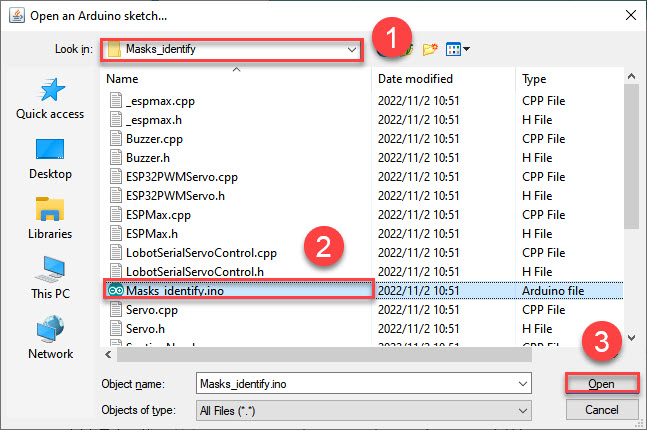 Open an Arduino sketch...
Look in: Masks_identify 1
Name Date modified Type
_espmax.cpp 2022/11/2 10:51 CPP File
_espmax.h 2022/11/2 10:51 H File
Buzzer.cpp 2022/11/2 10:51 CPP File
Buzzer.h 2022/11/2 10:51 H File
ESP32PWMServo.cpp 2022/11/2 10:51 CPP File
ESP32PWMServo.h 2022/11/2 10:51 H File
ESPMax.cpp 2022/11/2 10:51 CPP File
ESPMax.h 2022/11/2 10:51 H File
LobotSerialServoControl.cpp 2022/11/2 10:51 CPP File
2
LobotSerialServoControl.h 2022/11/2 10:51 H File
Masks_identify.ino 2022/11/2 10:51 Arduino file
Servo.cpp 2022/11/2 10:51 CPP File
Servo.h 2022/11/2 10:51 H File
Quick access
Desktop
Libraries
This PC
Network
3
Object name: Masks_identify.ino Open
Objects of type: All Files (*.*) Cancel